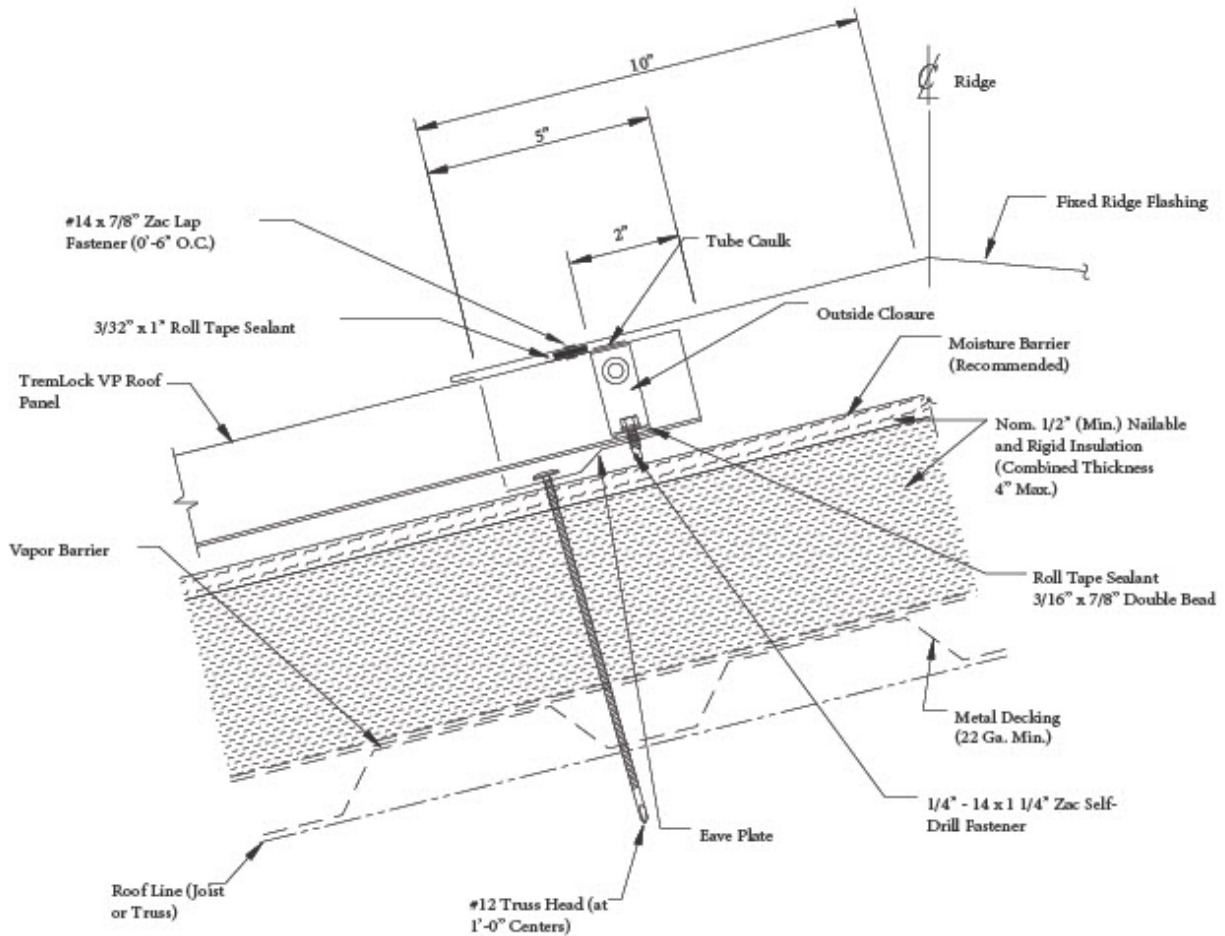 10"
5"
℄ Ridge
#14 x 7/8" Zac Lap
Fastener (0'-6" O.C.)
2"
Tube Caulk
Fixed Ridge Flashing
3/32" x 1" Roll Tape Sealant
Outside Closure
TremLock VP Roof
Panel
Moisture Barrier
(Recommended)
Nom. 1/2" (Min.) Nailable
and Rigid Insulation
(Combined Thickness
4" Max.)
Vapor Barrier
Roll Tape Sealant
3/16" x 7/8" Double Bead
Metal Decking
(22 Ga. Min.)
1/4" - 14 x 1 1/4" Zac Self-
Drill Fastener
Eave Plate
Roof Line (Joist
or Truss)
#12 Truss Head (at
1'-0" Centers)